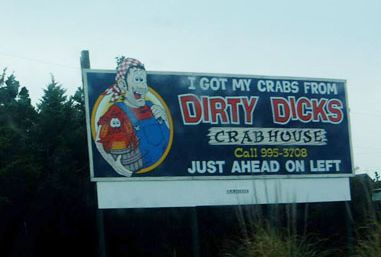 I GOT MY CRABS FROM
DIRTY DICKS
CRABHOUSE
Call 995-3708
JUST AHEAD ON LEFT